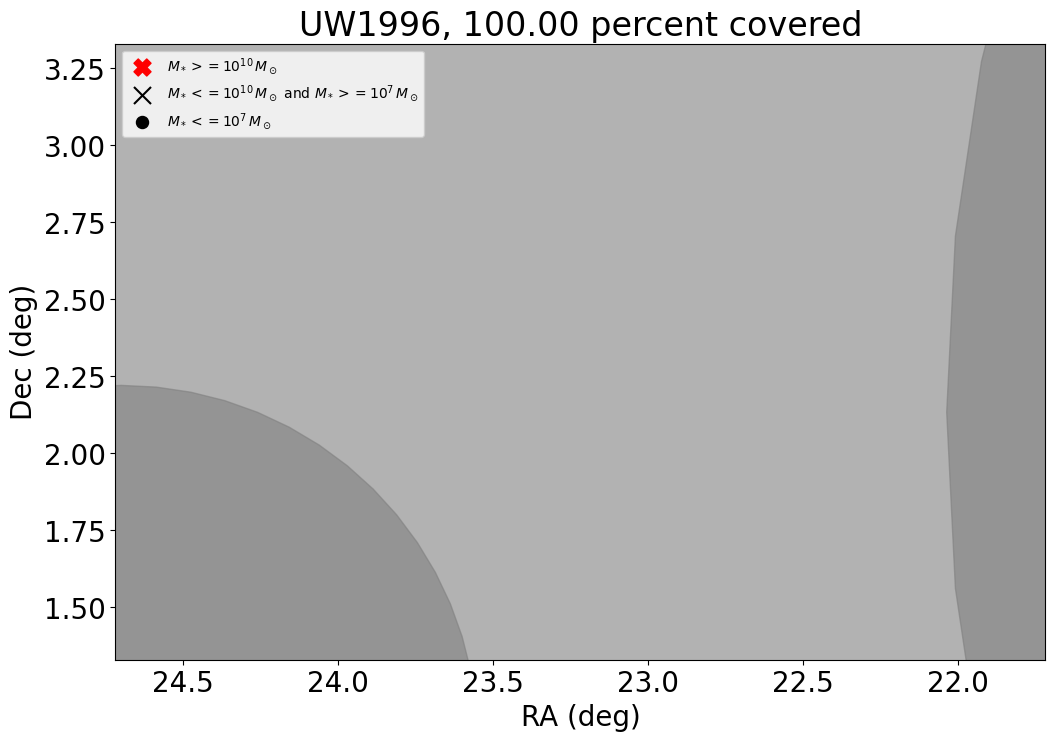 UW1996, 100.00 percent covered
M* >= 10^10 M⊙
M* <= 10^10 M⊙ and M* >= 10^7 M⊙
M* <= 10^7 M⊙
3.25
3.00
2.75
2.50
2.25
2.00
1.75
1.50
Dec (deg)
24.5 24.0 23.5 23.0 22.5 22.0
RA (deg)